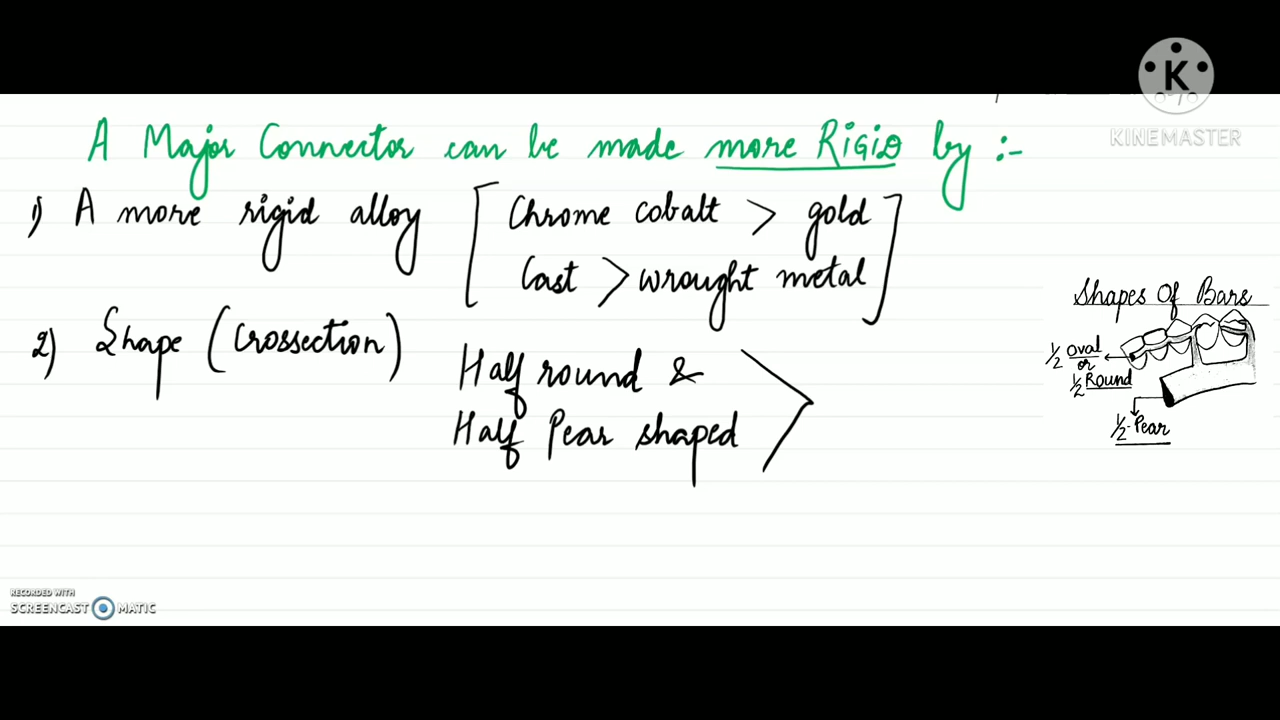 K
KINEMASTER
A Major Connector can be made more Rigid by :-
1) A more rigid alloy [ Chrome cobalt > gold
Cast > wrought metal ]
2) Shape (Crossection)
Half round &
Half Pear shaped >
Shapes Of Bars
1/2 Oval
or
1/2 Round
1/2 Pear
RECORDED WITH
SCREENCAST MATIC